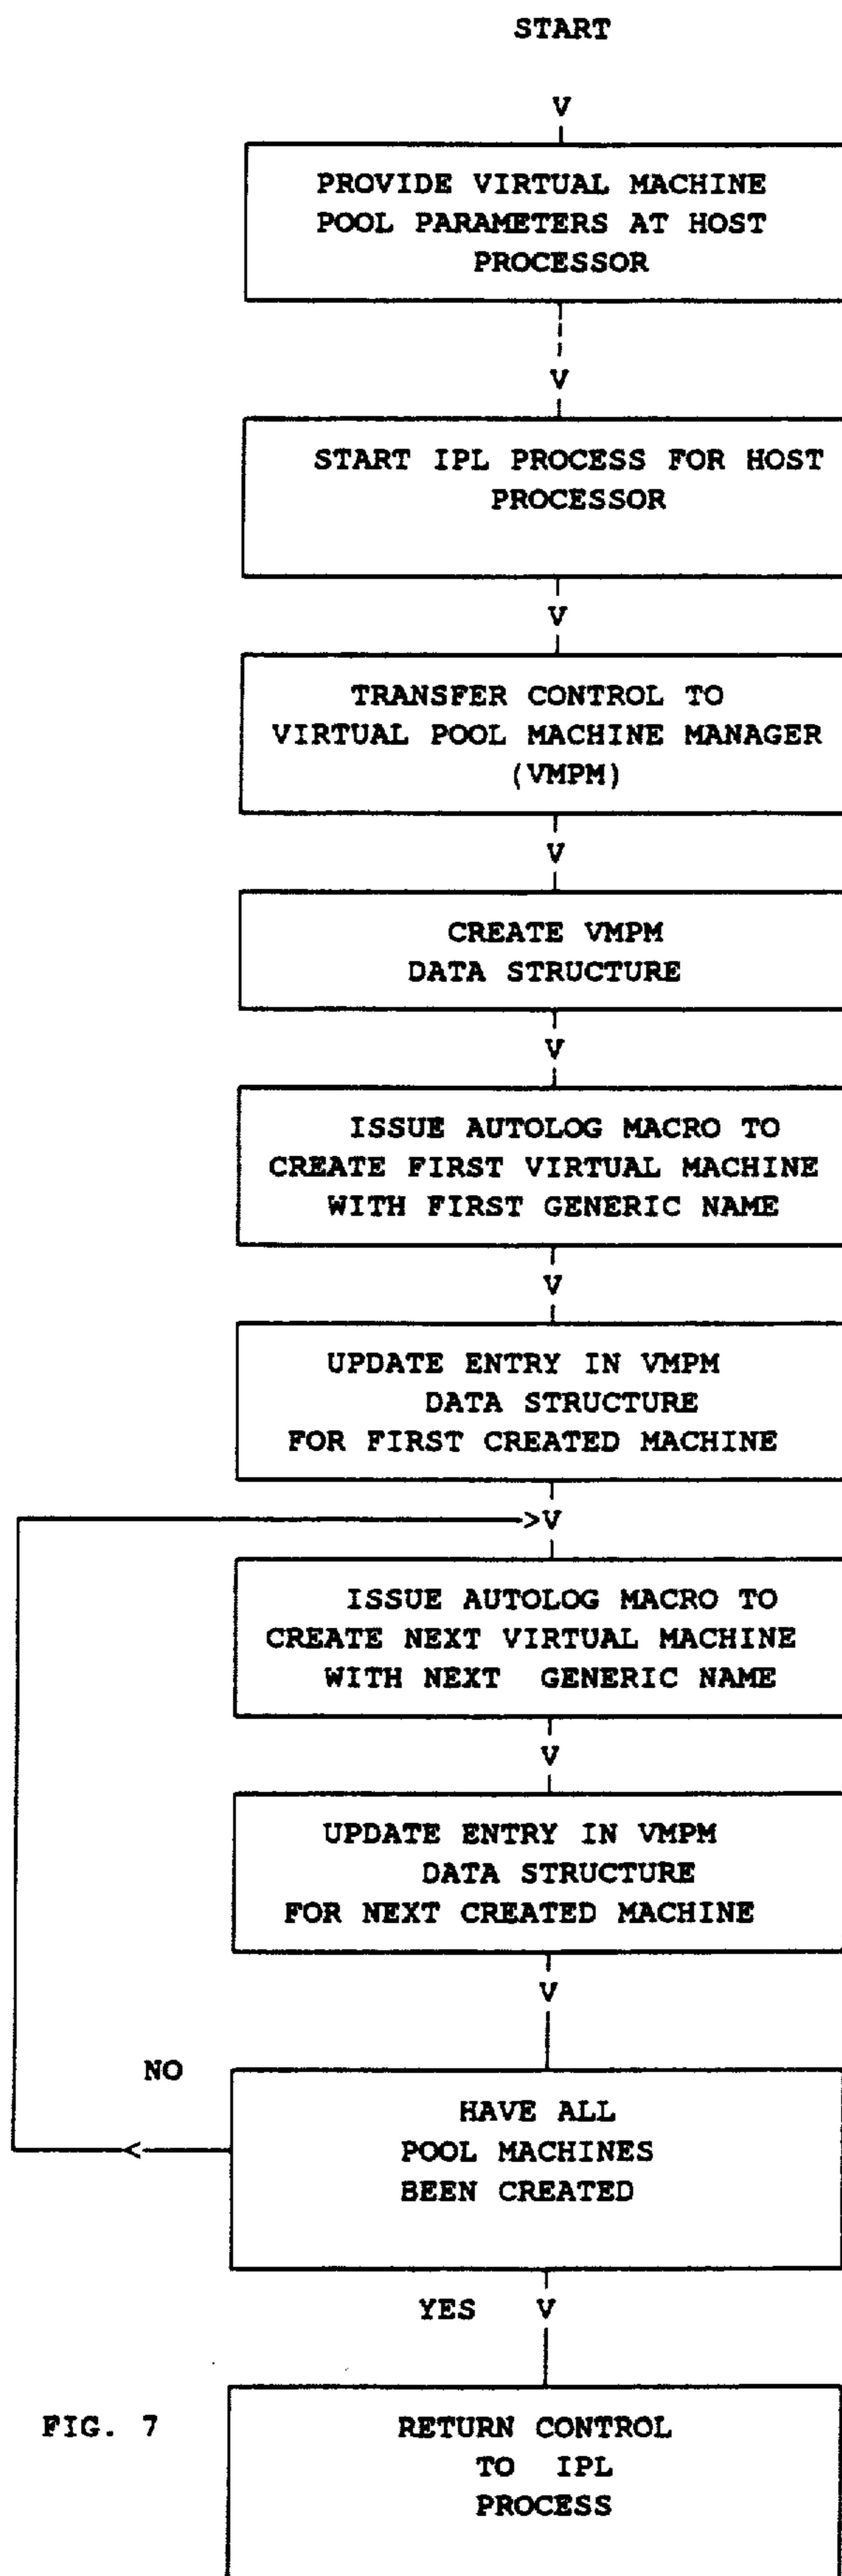 START
V
PROVIDE VIRTUAL MACHINE
POOL PARAMETERS AT HOST
PROCESSOR
V
START IPL PROCESS FOR HOST
PROCESSOR
V
TRANSFER CONTROL TO
VIRTUAL POOL MACHINE MANAGER
(VMPM)
V
CREATE VMPM
DATA STRUCTURE
V
ISSUE AUTOLOG MACRO TO
CREATE FIRST VIRTUAL MACHINE
WITH FIRST GENERIC NAME
V
UPDATE ENTRY IN VMPM
DATA STRUCTURE
FOR FIRST CREATED MACHINE
>V
ISSUE AUTOLOG MACRO TO
CREATE NEXT VIRTUAL MACHINE
WITH NEXT GENERIC NAME
V
UPDATE ENTRY IN VMPM
DATA STRUCTURE
FOR NEXT CREATED MACHINE
V
NO
HAVE ALL
POOL MACHINES
BEEN CREATED
<
YES V
FIG. 7
RETURN CONTROL
TO IPL
PROCESS